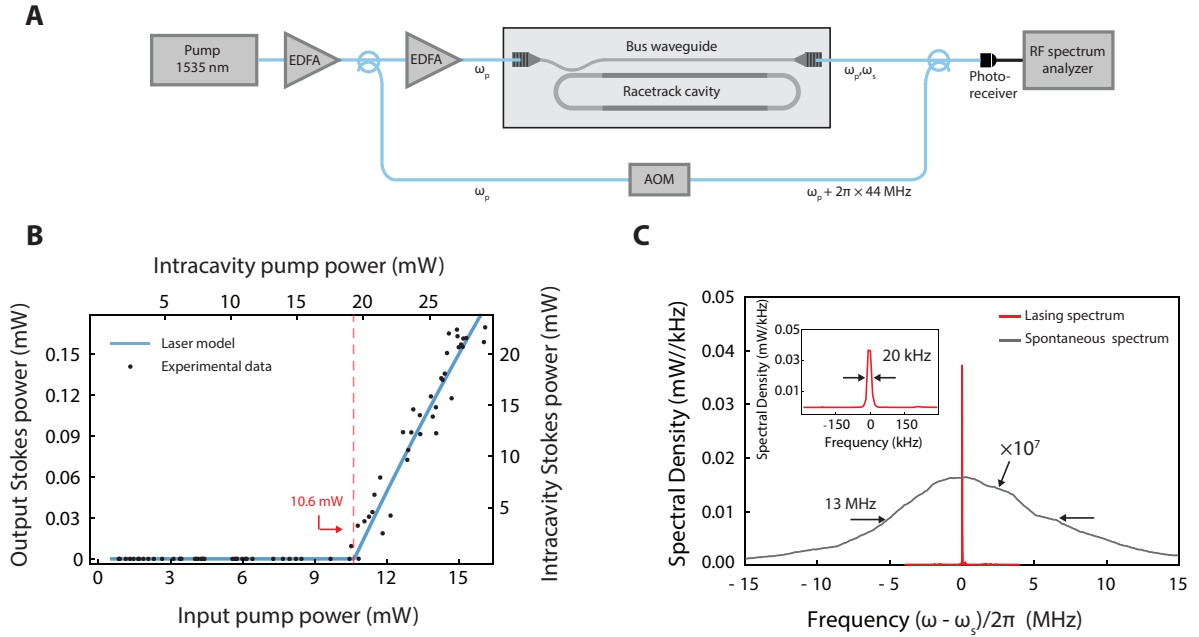 A
Pump
1535 nm
EDFA
EDFA
ωp
Bus waveguide
Racetrack cavity
ωp,ωs
Photo-
receiver
RF spectrum
analyzer
AOM
ωp
ωp + 2π × 44 MHz
B
Intracavity pump power (mW)
5 10 15 20 25
Output Stokes power (mW)
0.15
0.12
0.09
0.06
0.03
0
Laser model
Experimental data
10.6 mW
20
15
10
5
Intracavity Stokes power (mW)
0 3 6 9 12 15
Input pump power (mW)
C
Spectral Density (mW//kHz)
0.05
0.04
0.03
0.02
0.01
0.00
Lasing spectrum
Spontaneous spectrum
Spectral Density (mW/kHz)
0.05
0.03
0.01
20 kHz
-150 0 150
Frequency (kHz)
×10⁷
13 MHz
- 15 - 10 - 5 0 5 10 15
Frequency (ω - ωs)/2π (MHz)